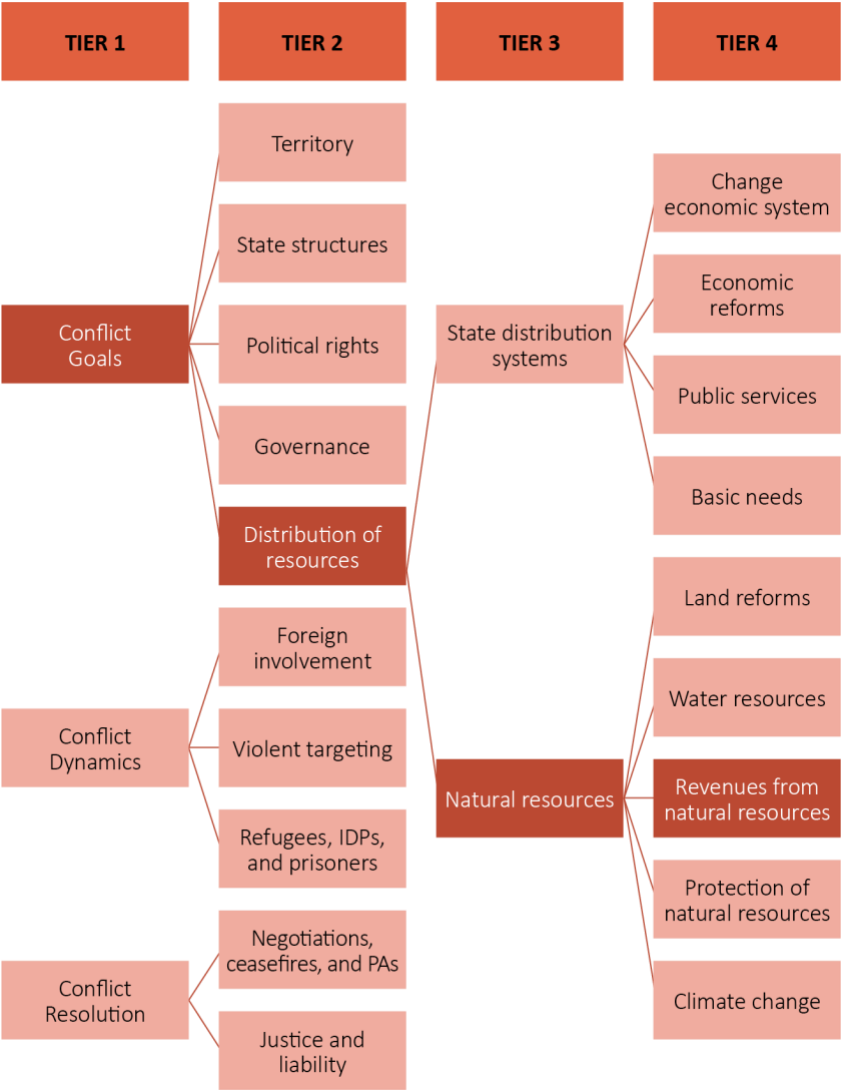 TIER 1
TIER 2
TIER 3
TIER 4
Conflict
Goals
Conflict
Dynamics
Conflict
Resolution
Territory
State structures
Political rights
Governance
Distribution of
resources
Foreign
involvement
Violent targeting
Refugees, IDPs,
and prisoners
Negotiations,
ceasefires, and PAs
Justice and
liability
State distribution
systems
Natural resources
Change
economic system
Economic
reforms
Public services
Basic needs
Land reforms
Water resources
Revenues from
natural resources
Protection of
natural resources
Climate change